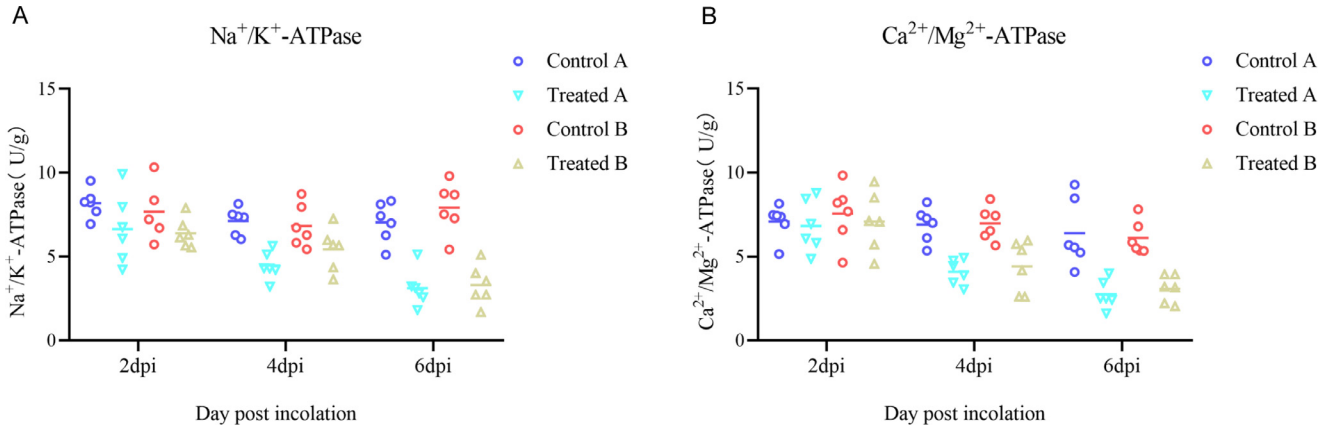 A
Na⁺/K⁺-ATPase
Control A
Treated A
Control B
Treated B
Na⁺/K⁺-ATPase( U/g)
15
10
5
0
2dpi
4dpi
6dpi
Day post incolation
B
Ca²⁺/Mg²⁺-ATPase
Control A
Treated A
Control B
Treated B
Ca²⁺/Mg²⁺-ATPase( U/g)
15
10
5
0
2dpi
4dpi
6dpi
Day post incolation